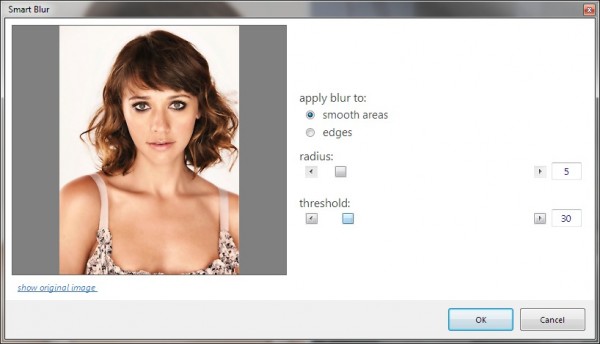 Smart Blur
apply blur to:
smooth areas
edges
radius:
5
threshold:
30
show original image
OK
Cancel